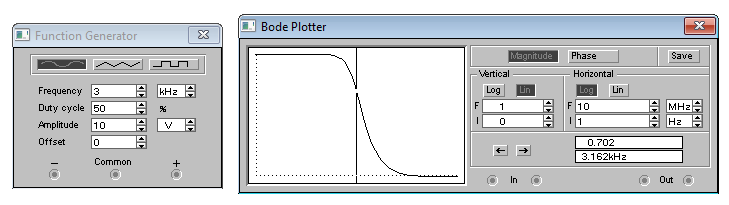 Function Generator
Frequency 3 kHz
Duty cycle 50 %
Amplitude 10 V
Offset 0
− Common +
Bode Plotter
Magnitude Phase Save
Vertical Horizontal
Log Lin Log Lin
F 1 F 10 MHz
I 0 I 1 Hz
← → 0.702
3.162kHz
In Out